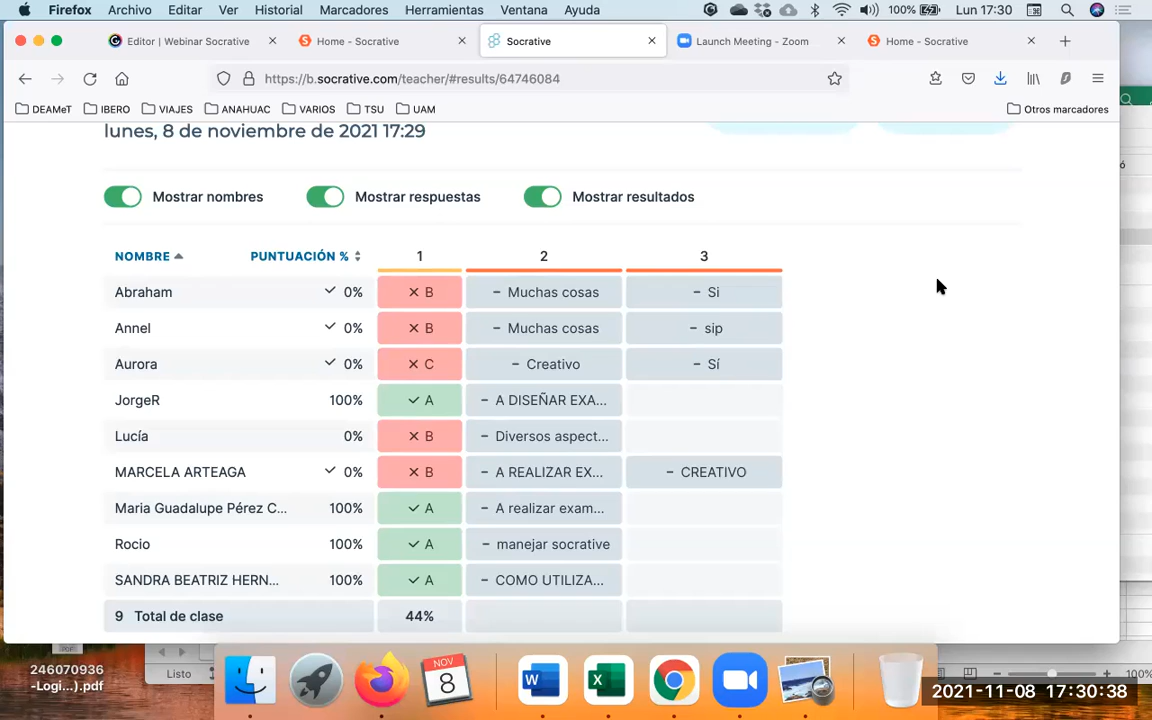 Firefox Archivo Editar Ver Historial Marcadores Herramientas Ventana Ayuda 100% Lun 17:30
Editor | Webinar Socrative Home - Socrative Socrative Launch Meeting - Zoom Home - Socrative
https://b.socrative.com/teacher/#results/64746084
DEAMeT IBERO VIAJES ANAHUAC VARIOS TSU UAM Otros marcadores
lunes, 8 de noviembre de 2021 17:29
Mostrar nombres Mostrar respuestas Mostrar resultados
NOMBRE PUNTUACIÓN % 1 2 3
Abraham 0% B – Muchas cosas – Si
Annel 0% B – Muchas cosas – sip
Aurora 0% C – Creativo – Sí
JorgeR 100% A – A DISEÑAR EXA...
Lucía 0% B – Diversos aspect...
MARCELA ARTEAGA 0% B – A REALIZAR EX... – CREATIVO
Maria Guadalupe Pérez C... 100% A – A realizar exam...
Rocio 100% A – manejar socrative
SANDRA BEATRIZ HERN... 100% A – COMO UTILIZA...
9 Total de clase 44%
246070936
-Logi...).pdf
Listo
NOV
8
100%
2021-11-08 17:30:38